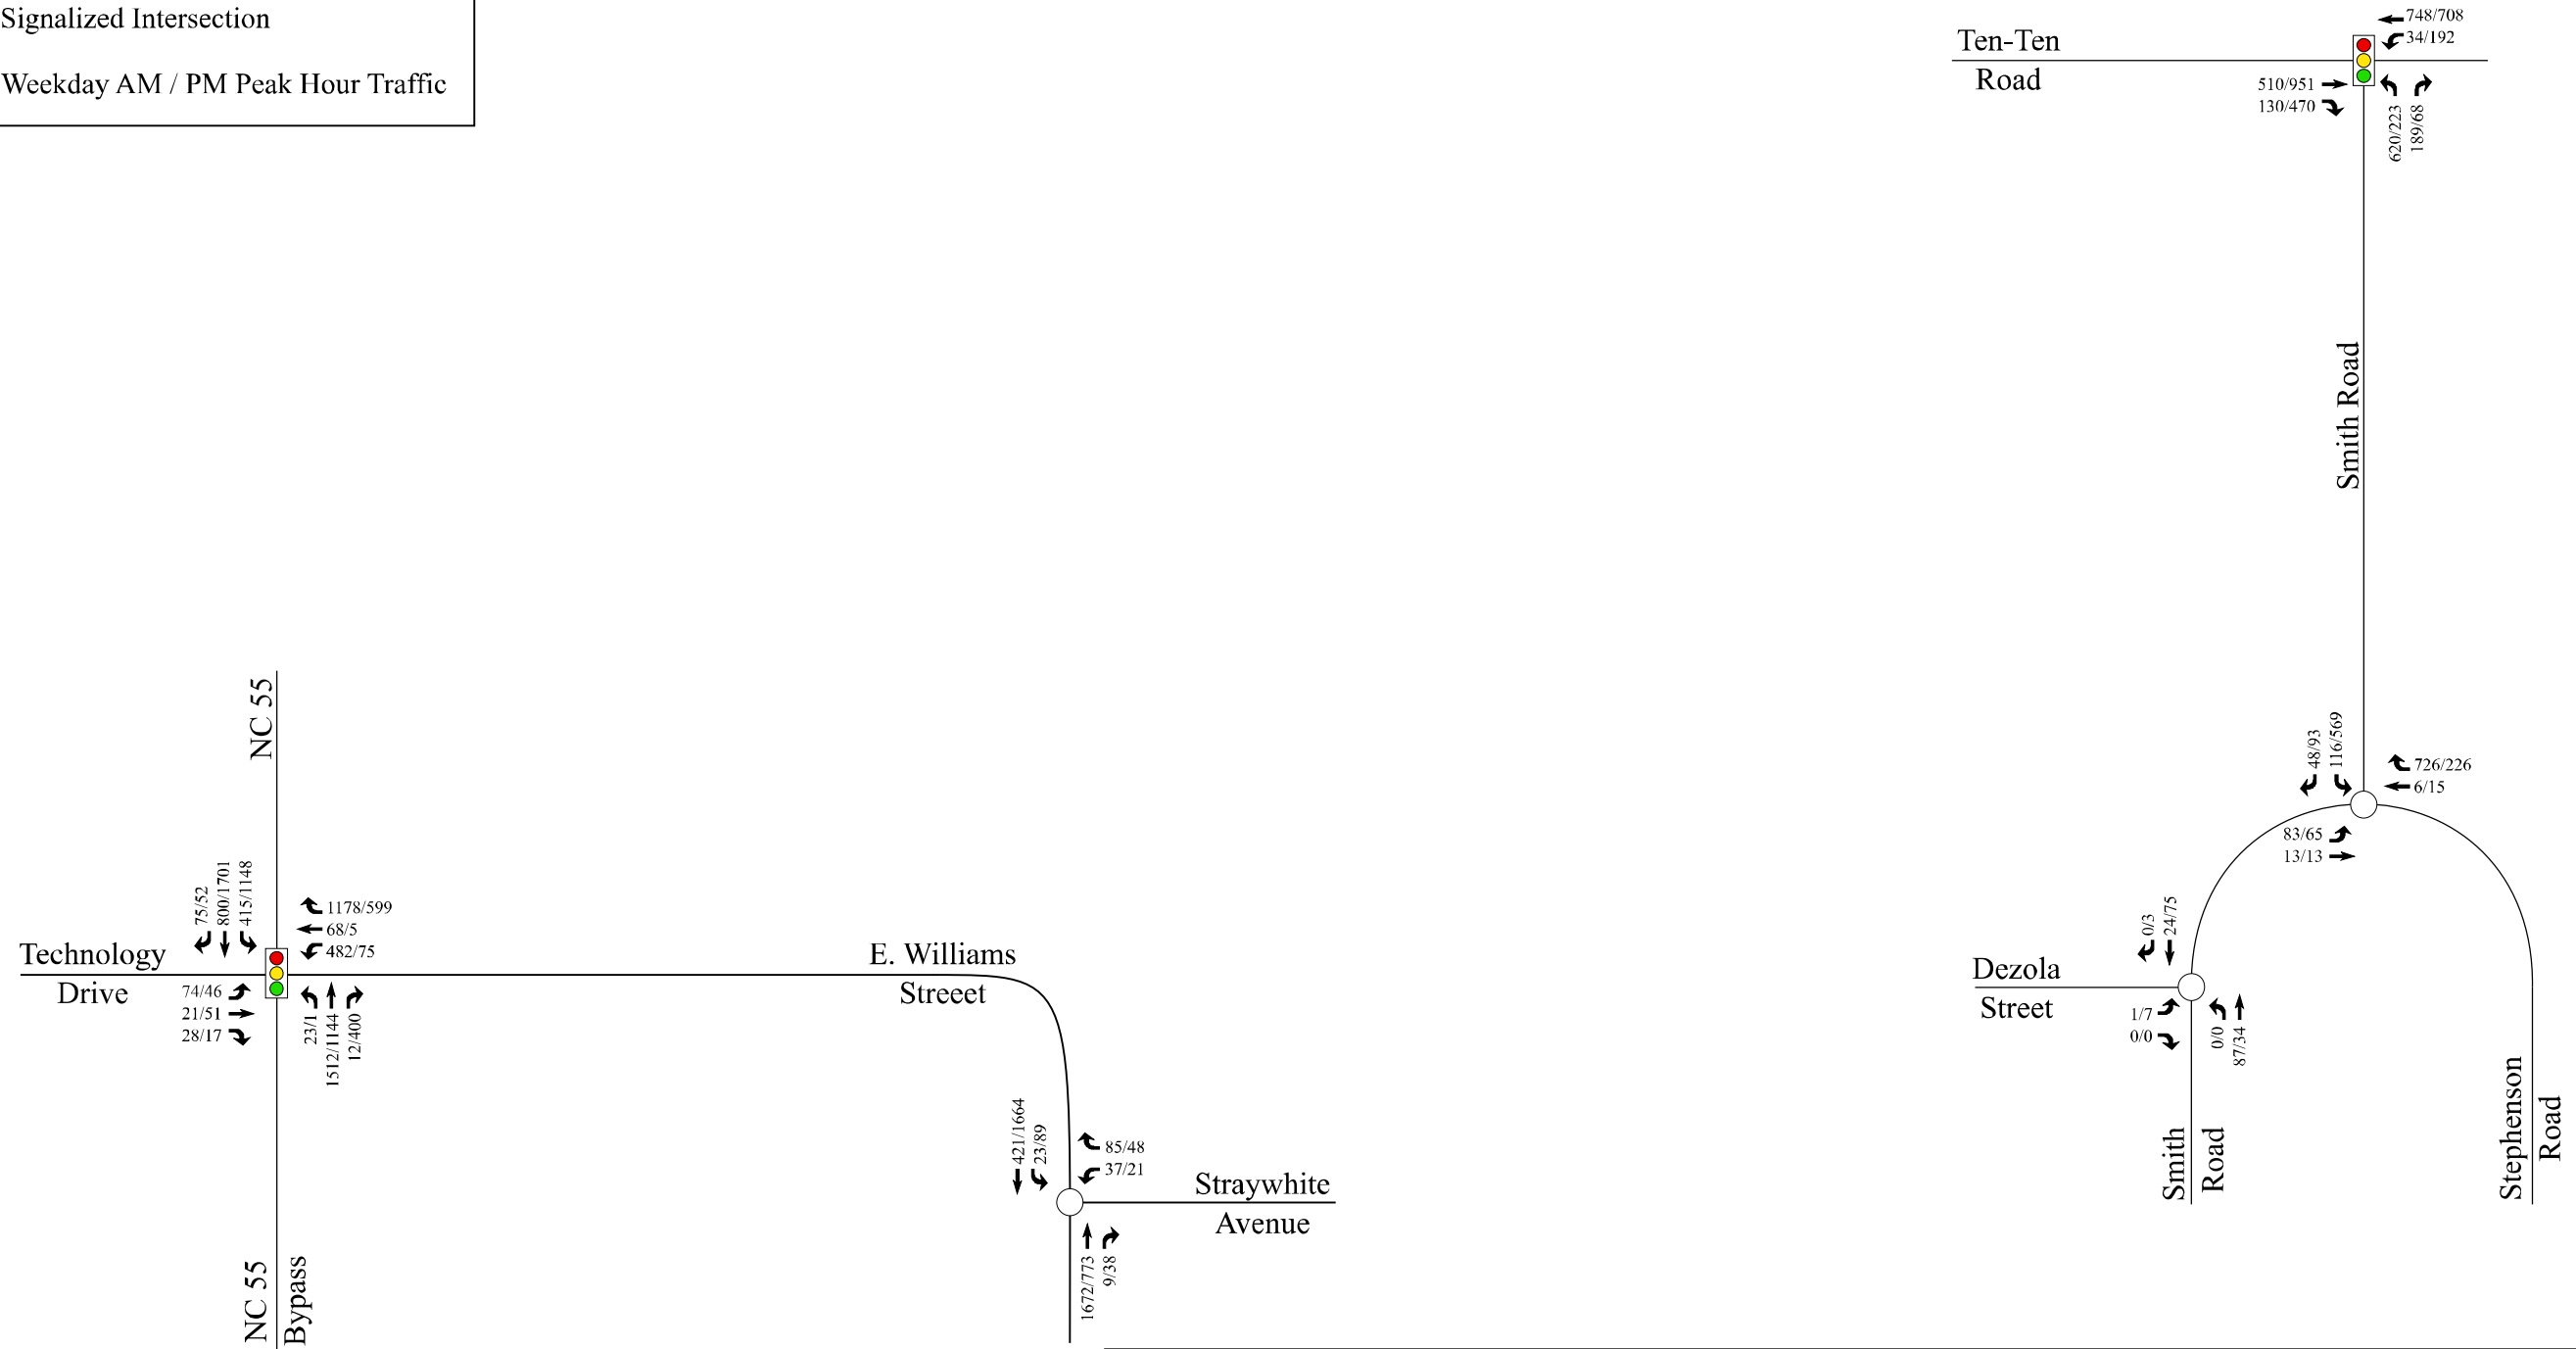 Signalized Intersection
Weekday AM / PM Peak Hour Traffic
748/708
34/192
Ten-Ten
Road
510/951
130/470
620/223
189/68
Smith Road
NC 55
48/93
116/569
726/226
6/15
83/65
13/13
75/52
800/1701
415/1148
1178/599
68/5
482/75
Technology
Drive
74/46
21/51
28/17
23/1
1512/1144
12/400
E. Williams
Streeet
0/3
24/75
Dezola
Street
1/7
0/0
0/0
87/34
421/1664
23/89
85/48
37/21
Straywhite
Avenue
1672/773
9/38
Smith
Road
Stephenson
Road
NC 55
Bypass